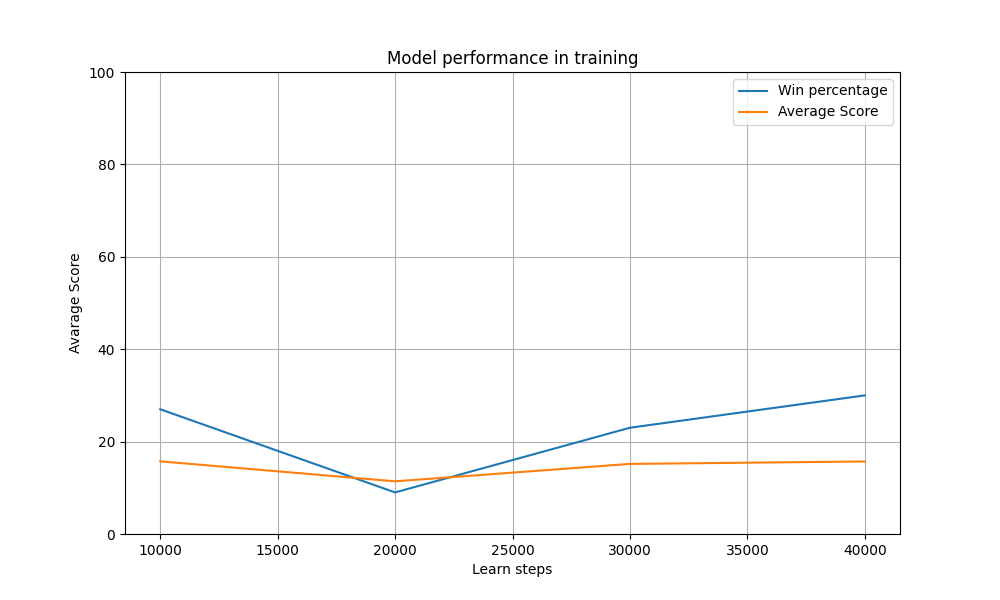 Model performance in training
Win percentage
Average Score
Avarage Score
100
80
60
40
20
0
10000 15000 20000 25000 30000 35000 40000
Learn steps